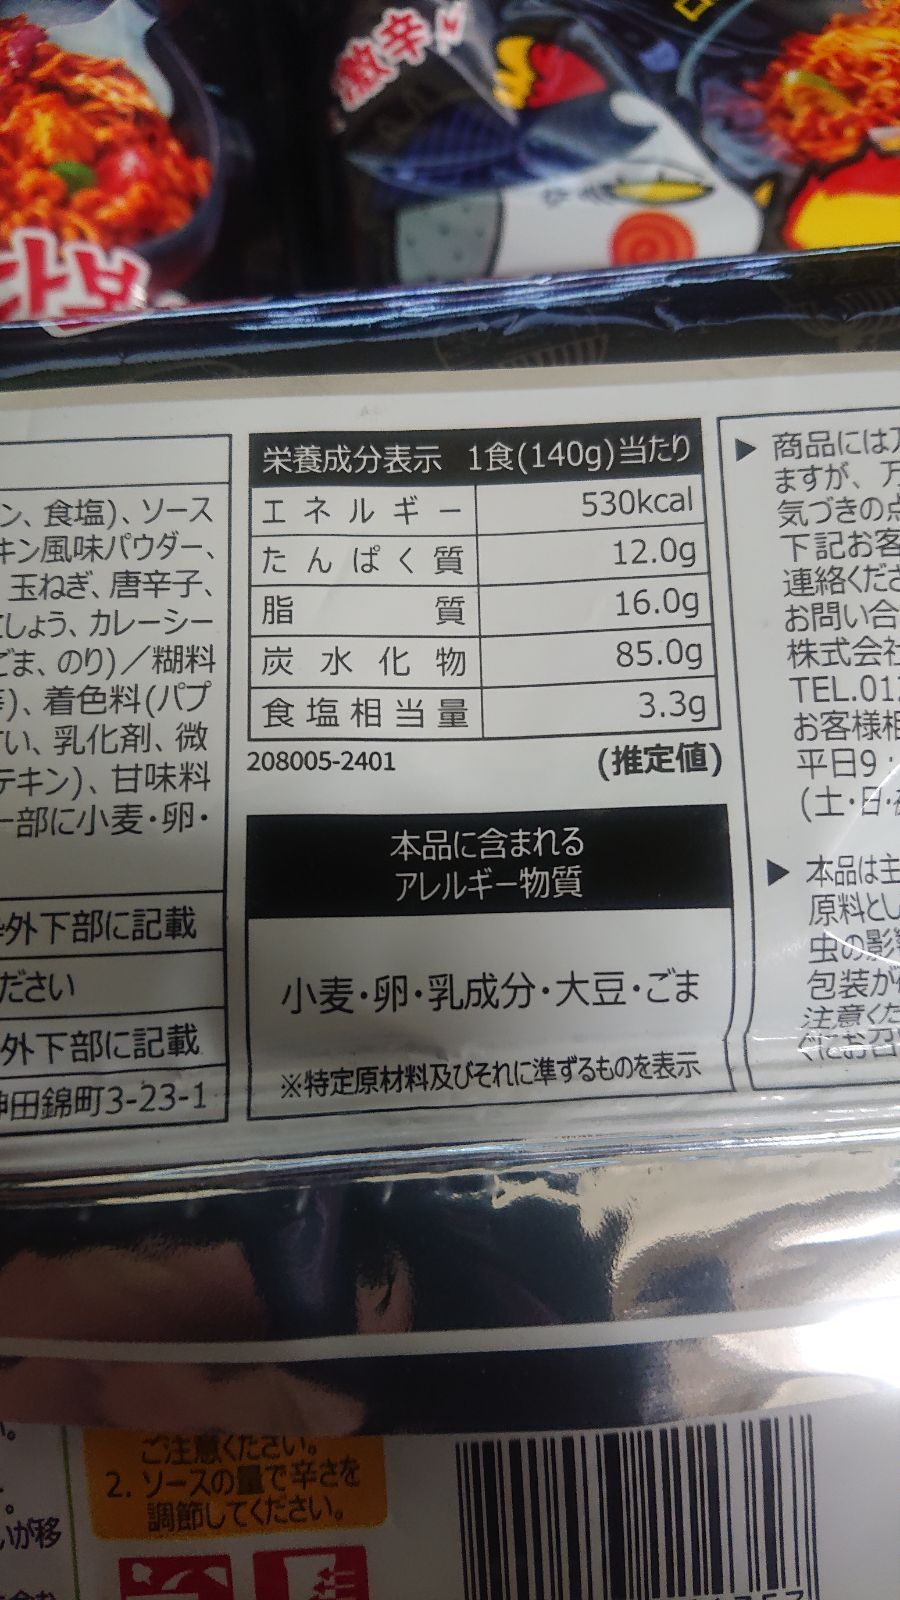 ン、食塩)、ソース
キン風味パウダー、
玉ねぎ、唐辛子、
こしょう、カレーシー
ごま、のり)/糊料
、着色料(パプ
い、乳化剤、微
テキン)、甘味料
一部に小麦・卵・
外下部に記載
ださい
外下部に記載
神田錦町3-23-1
栄養成分表示 1食(140g)当たり
エネルギー 530kcal
たんぱく質 12.0g
脂質 16.0g
炭水化物 85.0g
食塩相当量 3.3g
208005-2401 (推定値)
本品に含まれる
アレルギー物質
小麦・卵・乳成分・大豆・ごま
※特定原材料及びそれに準ずるものを表示
▶ 商品には
ますが、万
気づきの点
下記お客
連絡くださ
お問い合
株式会社
TEL.01
お客様相
平日9:
(土・日・
▶ 本品は主
原料とし
虫の影響
包装が
注意くだ
ぐにお召
ご注意ください。
2. ソースの量で辛さを
調節してください。
いが移